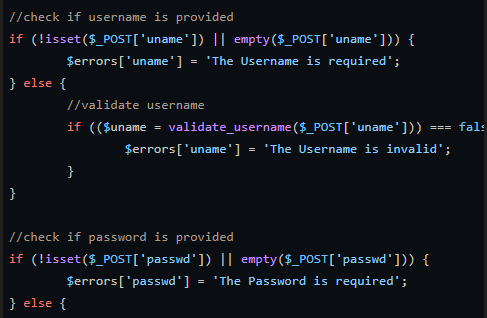 //check if username is provided
if (!isset($_POST['uname']) || empty($_POST['uname'])) {
$errors['uname'] = 'The Username is required';
} else {
//validate username
if (($uname = validate_username($_POST['uname'])) === fals
$errors['uname'] = 'The Username is invalid';
}
}
//check if password is provided
if (!isset($_POST['passwd']) || empty($_POST['passwd'])) {
$errors['passwd'] = 'The Password is required';
} else {